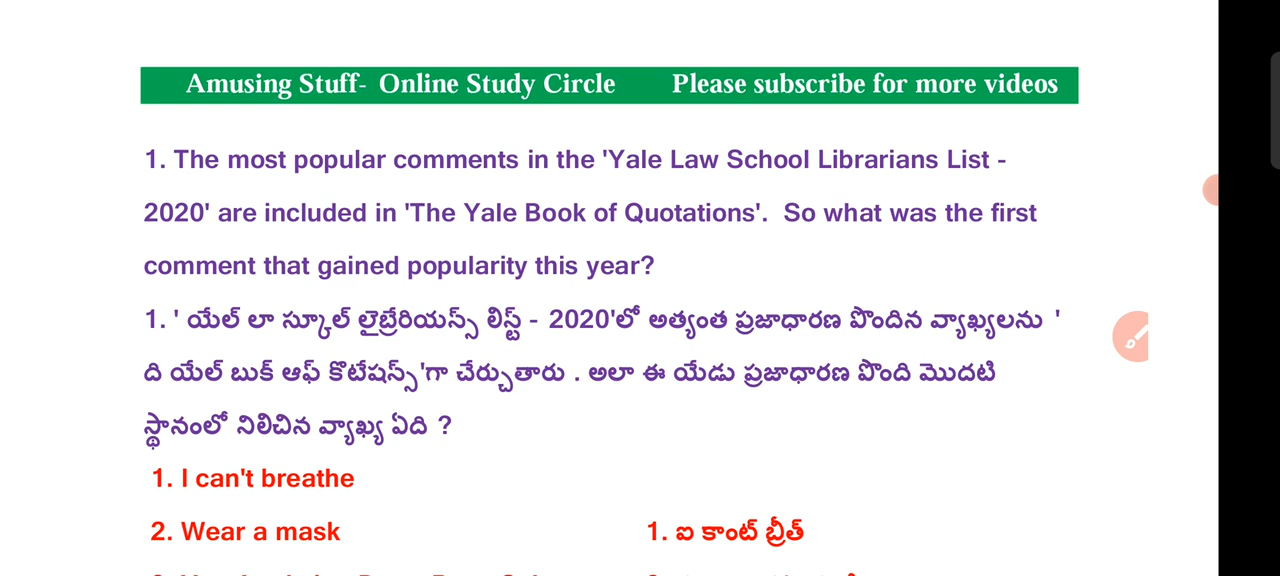 Amusing Stuff- Online Study Circle Please subscribe for more videos
1. The most popular comments in the 'Yale Law School Librarians List -
2020' are included in 'The Yale Book of Quotations'. So what was the first
comment that gained popularity this year?
1. ' యేల్ లా స్కూల్ లైబ్రేరియన్స్ లిస్ట్ - 2020'లో అత్యంత ప్రజాధారణ పొందిన వ్యాఖ్యలను '
ది యేల్ బుక్ ఆఫ్ కొటేషన్స్'గా చేర్చుతారు . అలా ఈ యేడు ప్రజాధారణ పొంది మొదటి
స్థానంలో నిలిచిన వ్యాఖ్య ఏది ?
1. I can't breathe
2. Wear a mask 1. ఐ కాంట్ బ్రీత్